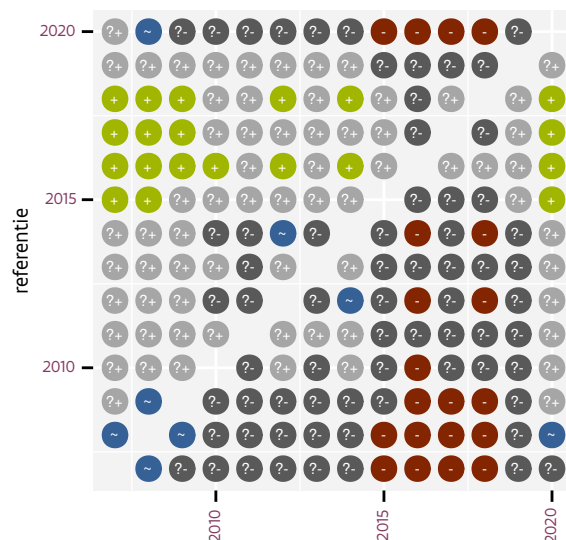 2020 ?+ ~ ?- ?- ?- ?- ?- ?- - - - - ?-
?+ ?+ ?+ ?+ ?+ ?+ ?+ ?+ ?- ?- ?- ?- ?+
+ + + ?+ ?+ + ?+ + ?+ ?- ?+ ?+ +
+ + + ?+ ?+ ?+ ?+ ?+ ?+ ?- ?- ?+ +
+ + + + ?+ + ?+ + ?+ ?+ ?+ ?+ +
2015 + + ?+ ?+ ?+ ?+ ?+ ?+ ?- ?- ?- ?+ +
?+ ?+ ?+ ?- ?- ~ ?- ?- - ?- - ?- ?+
?+ ?+ ?+ ?+ ?- ?+ ?+ ?- ?- ?- ?- ?- ?+
?+ ?+ ?+ ?- ?- ?- ~ ?- - ?- - ?- ?+
?+ ?+ ?+ ?+ ?+ ?+ ?+ ?- ?- ?- ?- ?- ?+
2010 ?+ ?+ ?+ ?- ?+ ?- ?+ ?- - ?- ?- ?- ?+
?+ ~ ?- ?- ?- ?- ?- ?- - - - ?- ?+
~ ~ ?- ?- ?- ?- ?- - - - - ?- ~
~ ?- ?- ?- ?- ?- ?- - - - - ?- ?-
referentie
2010 2015 2020